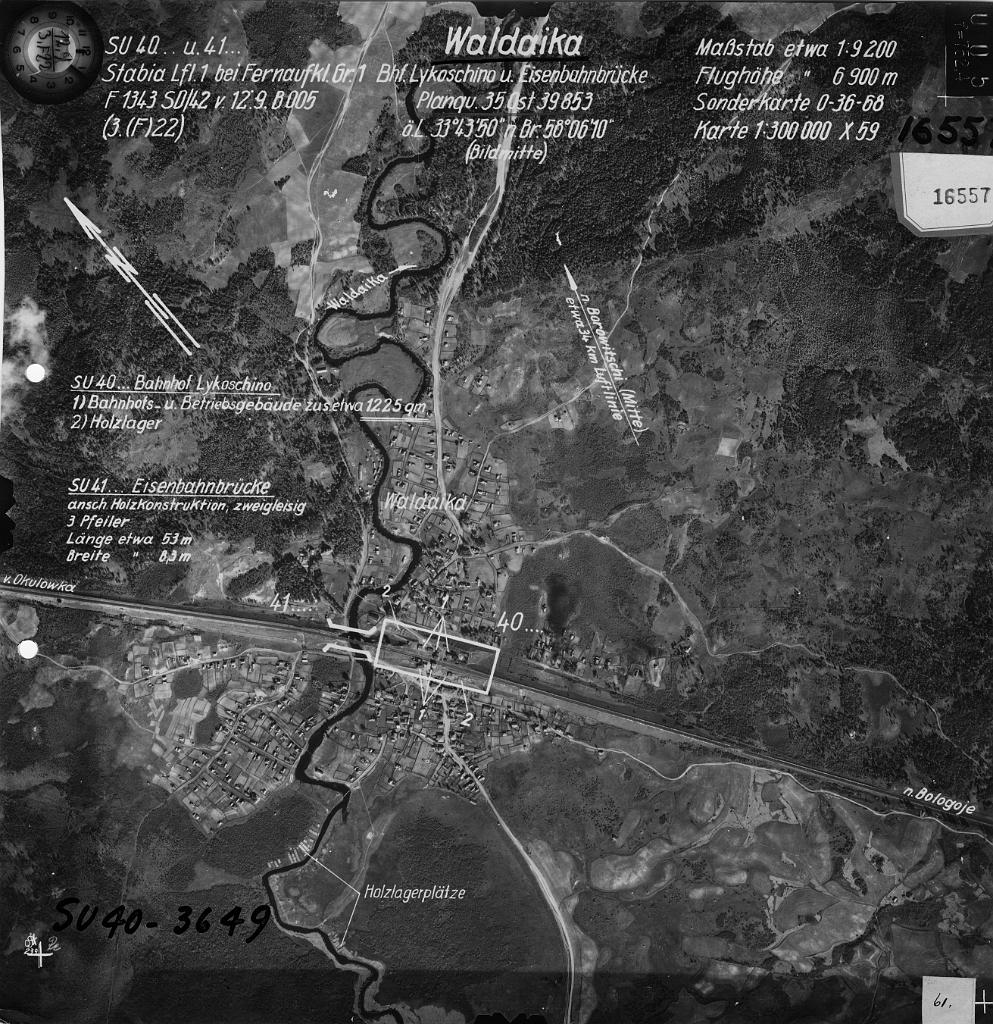 SU 40... u. 41...
Stabia Lfl. 1 bei Fernaufkl. Gr. 1
F 1343 SD/42 v. 12.9. B.005
(3.(F)22)
Waldaika
Bhf. Lykoschino u. Eisenbahnbrücke
Planqu. 35 Ost 39 853
ö.L. 33°43'50" n.Br. 58°06'10"
(Bildmitte)
Maßstab etwa 1:9 200
Flughöhe " 6 900 m
Sonderkarte O-36-68
Karte 1:300 000 X 59
1655
16557
Waldaika
n. Borowitschi (Mitte)
etwa 34 km Luftlinie
SU 40... Bahnhof Lykoschino
1) Bahnhofs- u. Betriebsgebäude zus. etwa 1225 qm
2) Holzlager
SU 41... Eisenbahnbrücke
ansch. Holzkonstruktion, zweigleisig
3 Pfeiler
Länge etwa 53 m
Breite " 8,3 m
Waldaika
v. Okulowka
41...
2
1
40...
1
2
n. Bologoje
Holzlagerplätze
SU 40 - 3649
61.